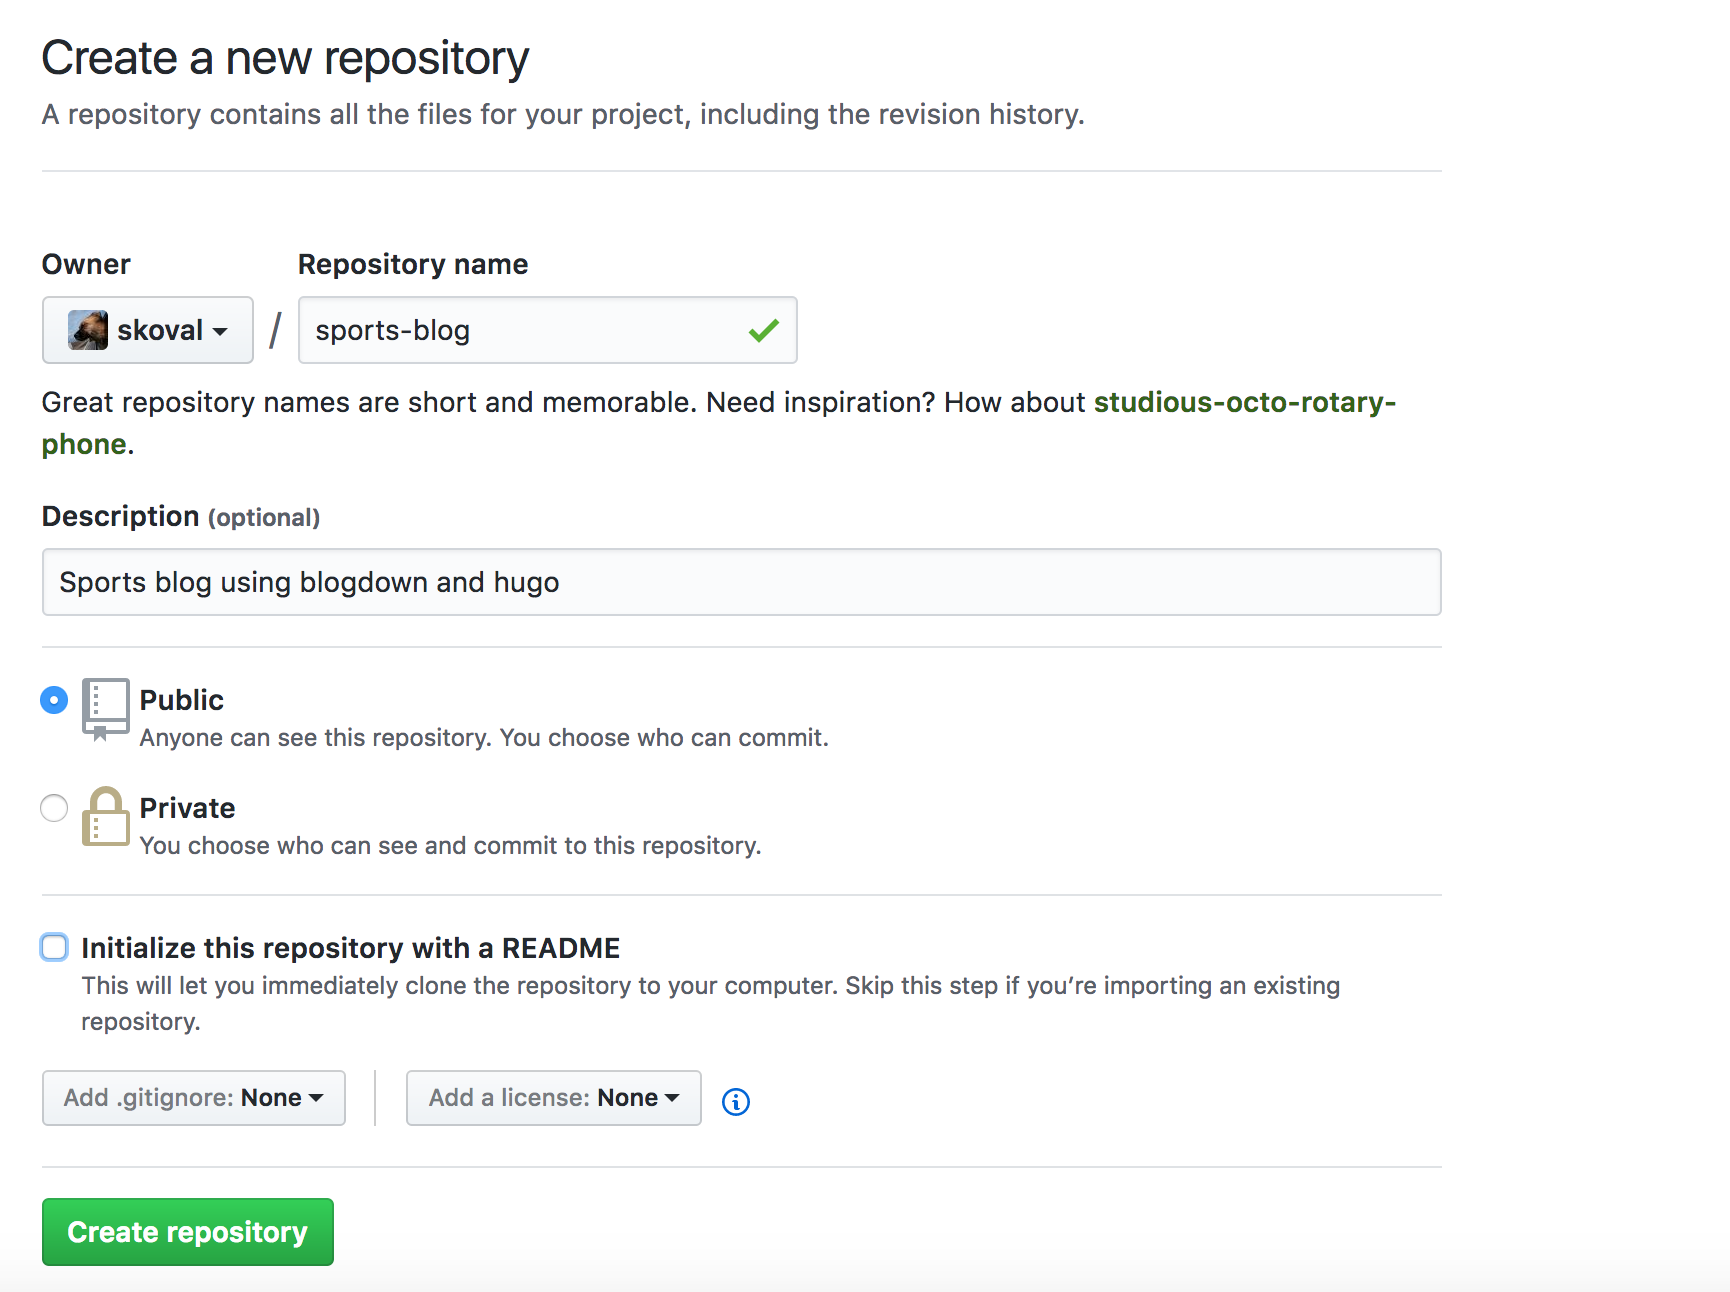 Create a new repository
A repository contains all the files for your project, including the revision history.
Owner
Repository name
skoval
/
sports-blog
Great repository names are short and memorable. Need inspiration? How about studious-octo-rotary-
phone.
Description (optional)
Sports blog using blogdown and hugo
Public
Anyone can see this repository. You choose who can commit.
Private
You choose who can see and commit to this repository.
Initialize this repository with a README
This will let you immediately clone the repository to your computer. Skip this step if you’re importing an existing
repository.
Add .gitignore: None
Add a license: None
Create repository